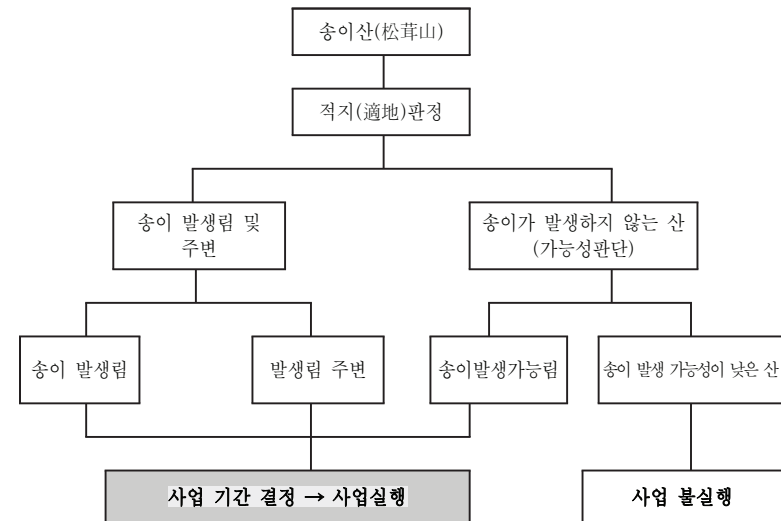 송이산(松茸山)
적지(適地)판정
송이 발생림 및
주변
송이가 발생하지 않는 산
(가능성판단)
송이 발생림
발생림 주변
송이발생가능림
송이 발생 가능성이 낮은 산
사업 기간 결정 → 사업실행
사업 불실행